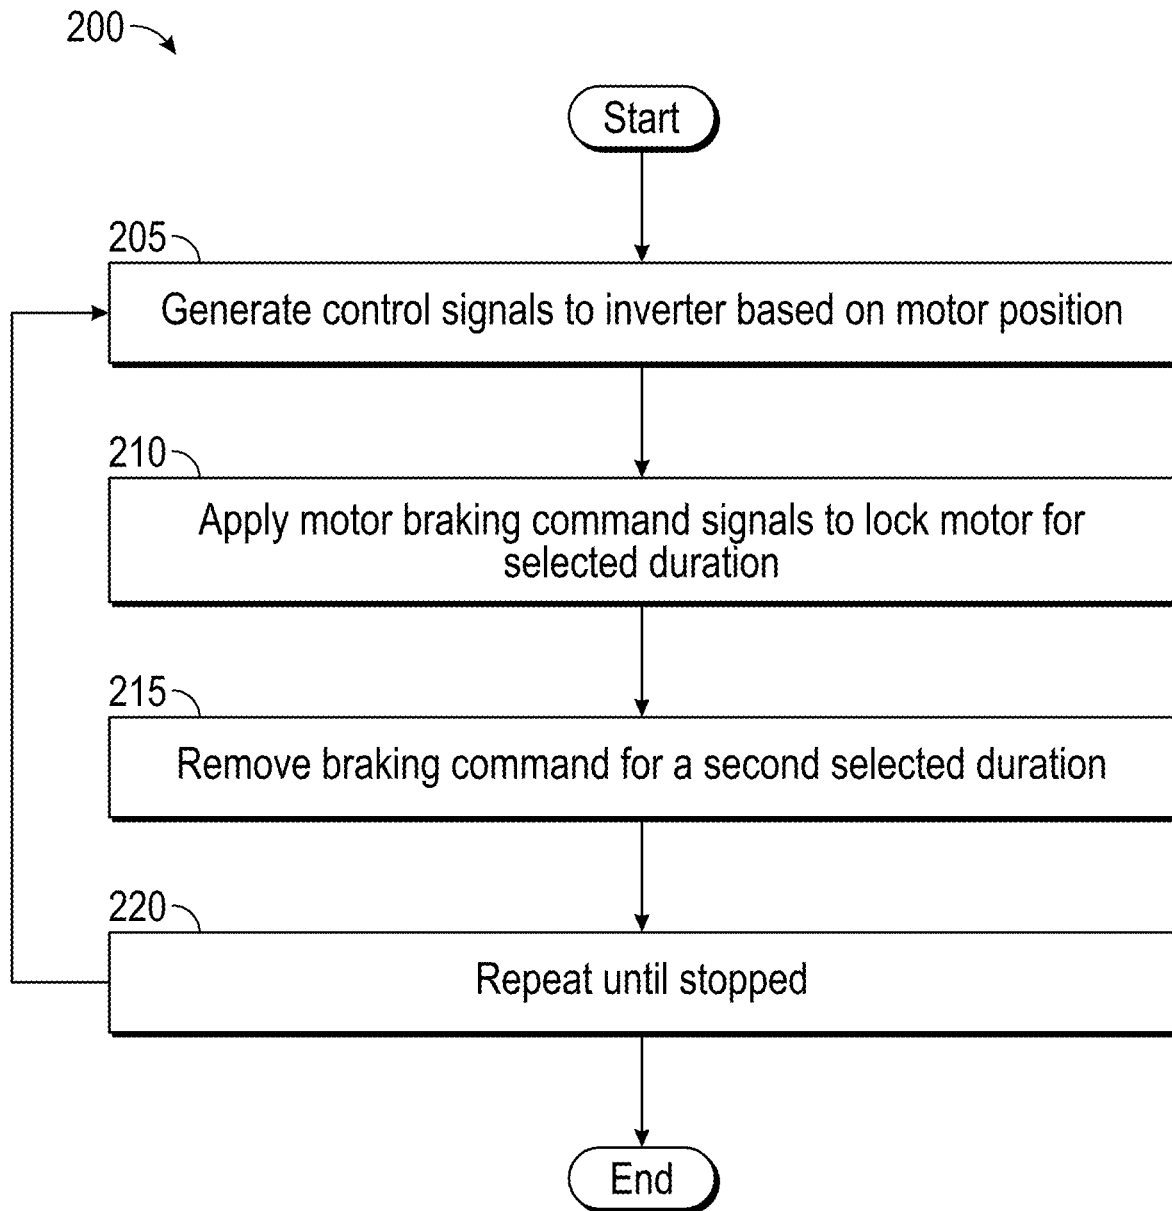 200
Start
205
Generate control signals to inverter based on motor position
210
Apply motor braking command signals to lock motor for
selected duration
215
Remove braking command for a second selected duration
220
Repeat until stopped
End